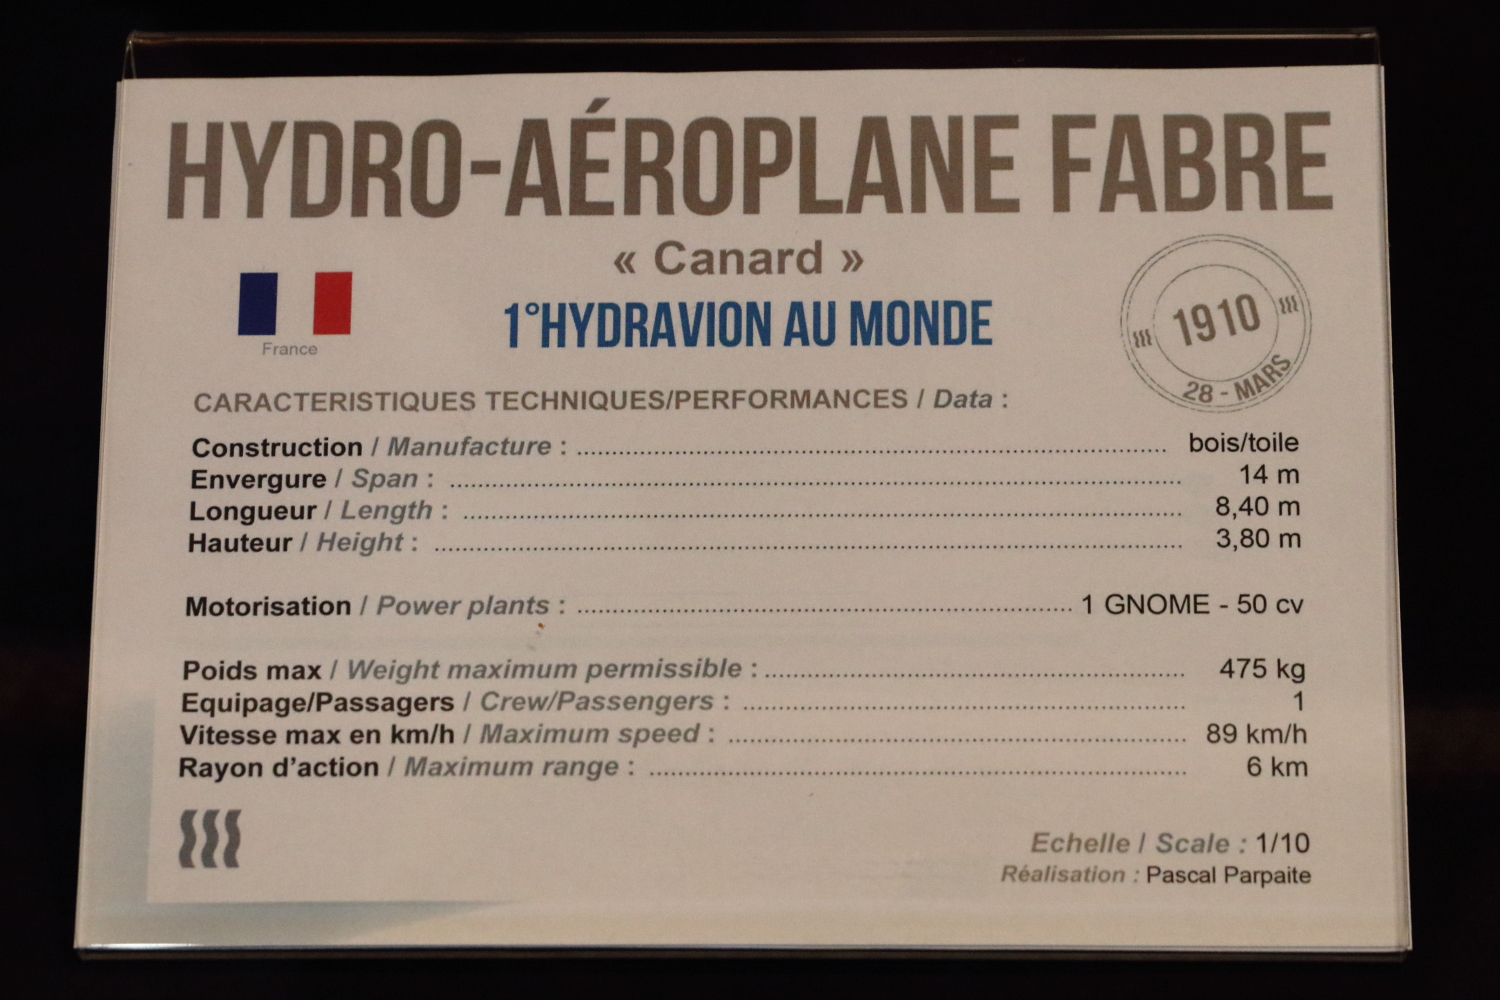 HYDRO-AÉROPLANE FABRE
« Canard »
1°HYDRAVION AU MONDE
France
1910
28 - MARS
CARACTERISTIQUES TECHNIQUES/PERFORMANCES / Data :
Construction / Manufacture : ........ bois/toile
Envergure / Span : ........ 14 m
Longueur / Length : ........ 8,40 m
Hauteur / Height : ........ 3,80 m
Motorisation / Power plants : ........ 1 GNOME - 50 cv
Poids max / Weight maximum permissible : ........ 475 kg
Equipage/Passagers / Crew/Passengers : ........ 1
Vitesse max en km/h / Maximum speed : ........ 89 km/h
Rayon d’action / Maximum range : ........ 6 km
Echelle / Scale : 1/10
Réalisation : Pascal Parpaite